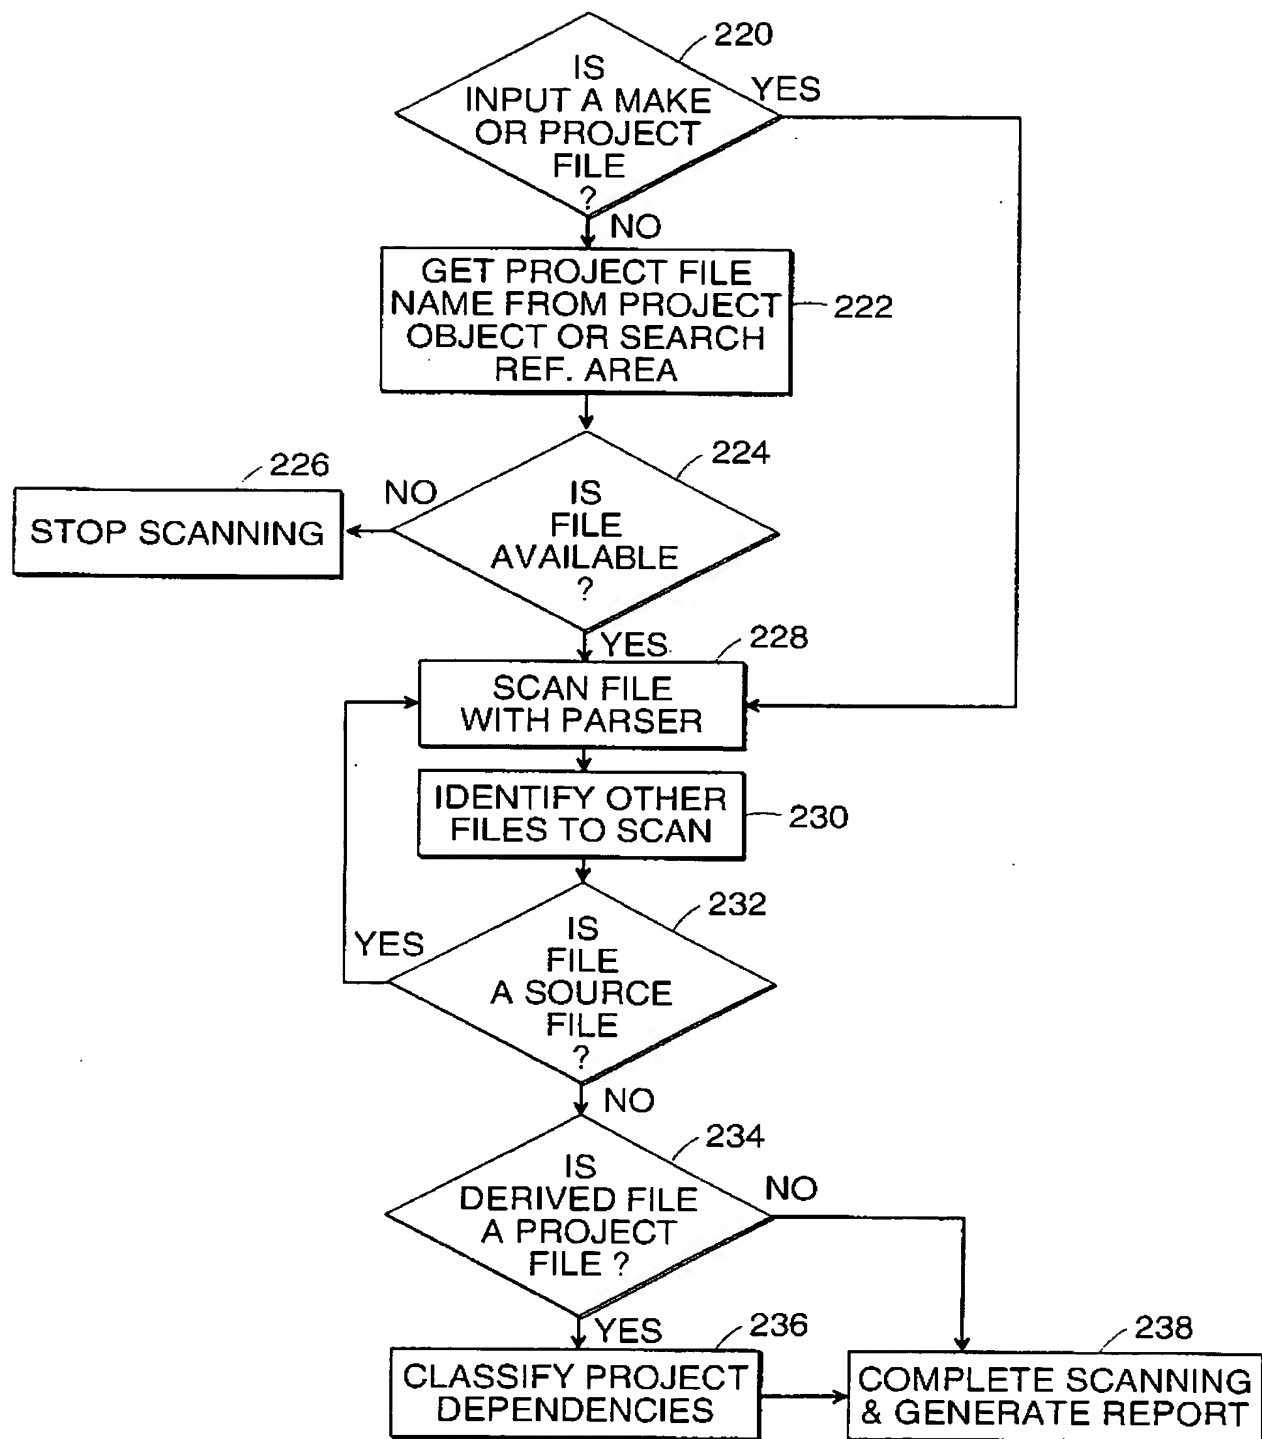 220
IS
INPUT A MAKE
OR PROJECT
FILE
?
YES
NO
GET PROJECT FILE
NAME FROM PROJECT
OBJECT OR SEARCH
REF. AREA
222
224
226
NO
IS
FILE
AVAILABLE
?
STOP SCANNING
YES
228
SCAN FILE
WITH PARSER
IDENTIFY OTHER
FILES TO SCAN
230
232
YES
IS
FILE
A SOURCE
FILE
?
NO
234
IS
DERIVED FILE
A PROJECT
FILE ?
NO
YES
236
238
CLASSIFY PROJECT
DEPENDENCIES
COMPLETE SCANNING
& GENERATE REPORT